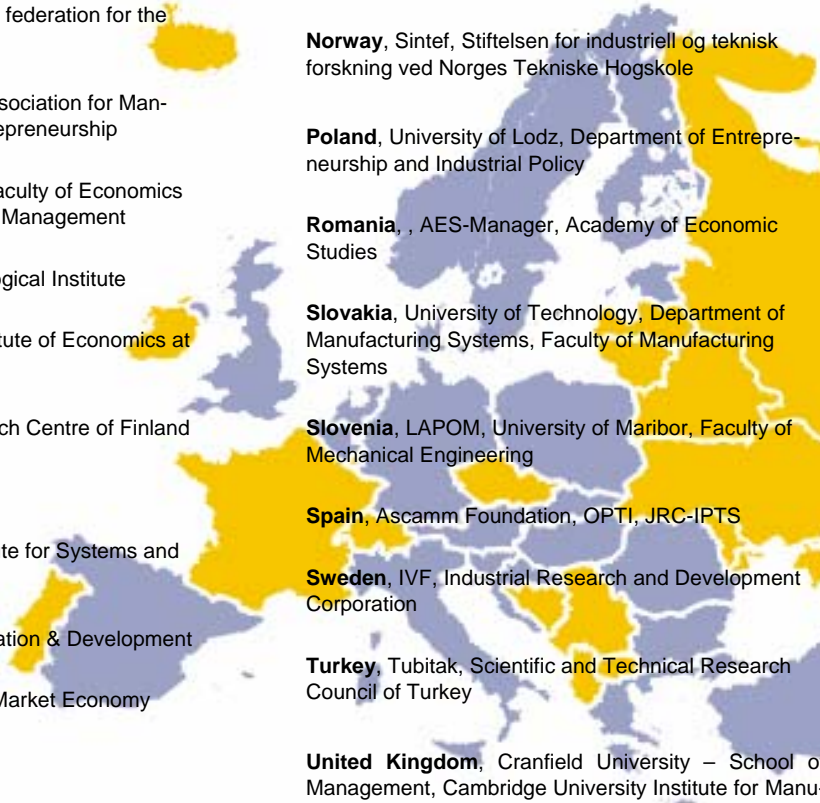 federation for the
sociation for Man-
epreneurship
aculty of Economics
Management
gical Institute
tute of Economics at
ch Centre of Finland
te for Systems and
ation & Development
Market Economy
Norway, Sintef, Stiftelsen for industriell og teknisk
forskning ved Norges Tekniske Hogskole
Poland, University of Lodz, Department of Entrepre-
neurship and Industrial Policy
Romania, , AES-Manager, Academy of Economic
Studies
Slovakia, University of Technology, Department of
Manufacturing Systems, Faculty of Manufacturing
Systems
Slovenia, LAPOM, University of Maribor, Faculty of
Mechanical Engineering
Spain, Ascamm Foundation, OPTI, JRC-IPTS
Sweden, IVF, Industrial Research and Development
Corporation
Turkey, Tubitak, Scientific and Technical Research
Council of Turkey
United Kingdom, Cranfield University – School o
Management, Cambridge University Institute for Manu-